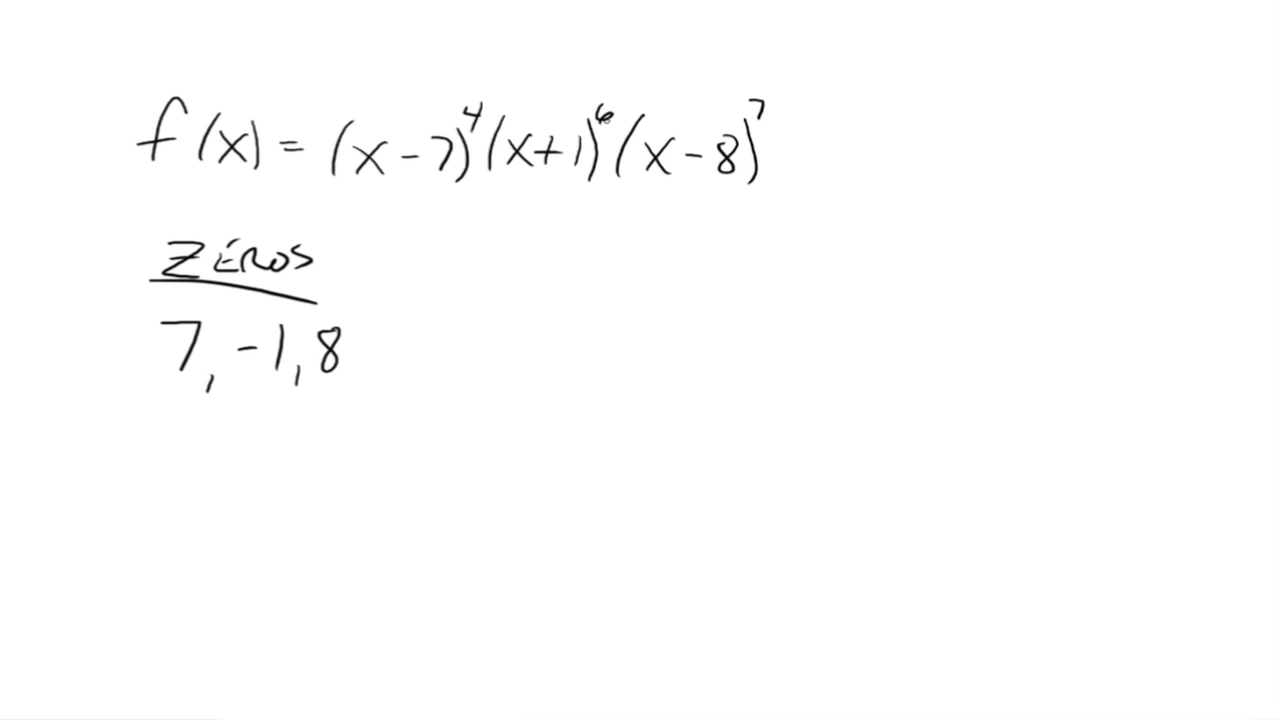 f(x) = (x-7)⁴(x+1)⁶(x-8)⁷
ZEROS
7, -1, 8